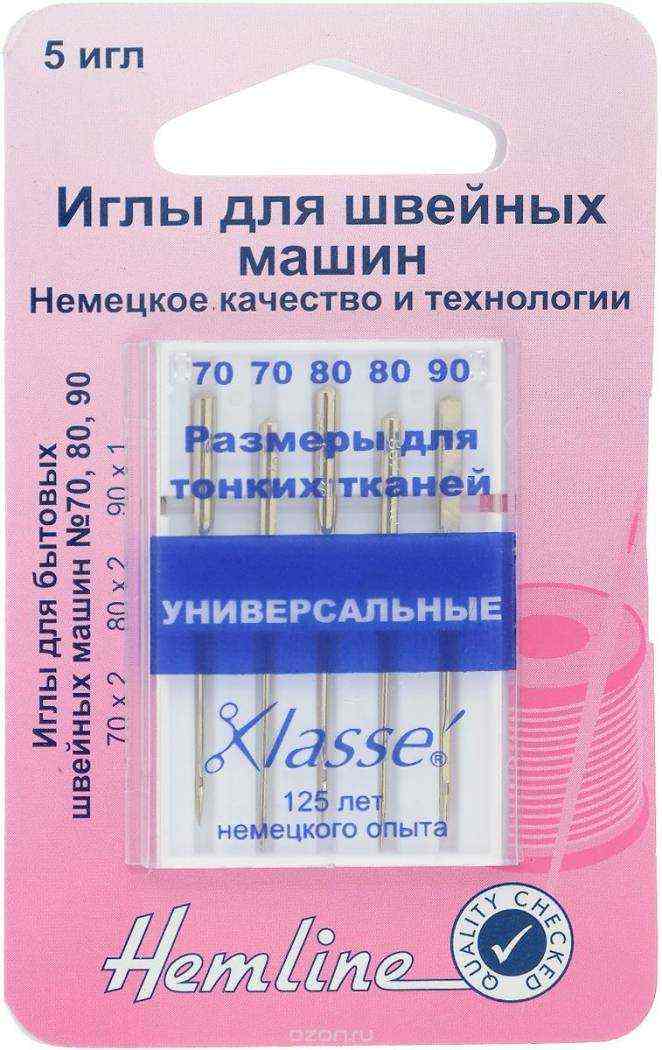 5 игл
Иглы для швейных
машин
Немецкое качество и технологии
70 70 80 80 90
Размеры для
тонких тканей
УНИВЕРСАЛЬНЫЕ
Klasse´®
125 лет
немецкого опыта
Иглы для бытовых
швейных машин №70, 80, 90
70 x 2 80 x 2 90 x 1
Hemline
QUALITY CHECKED
ozon.ru